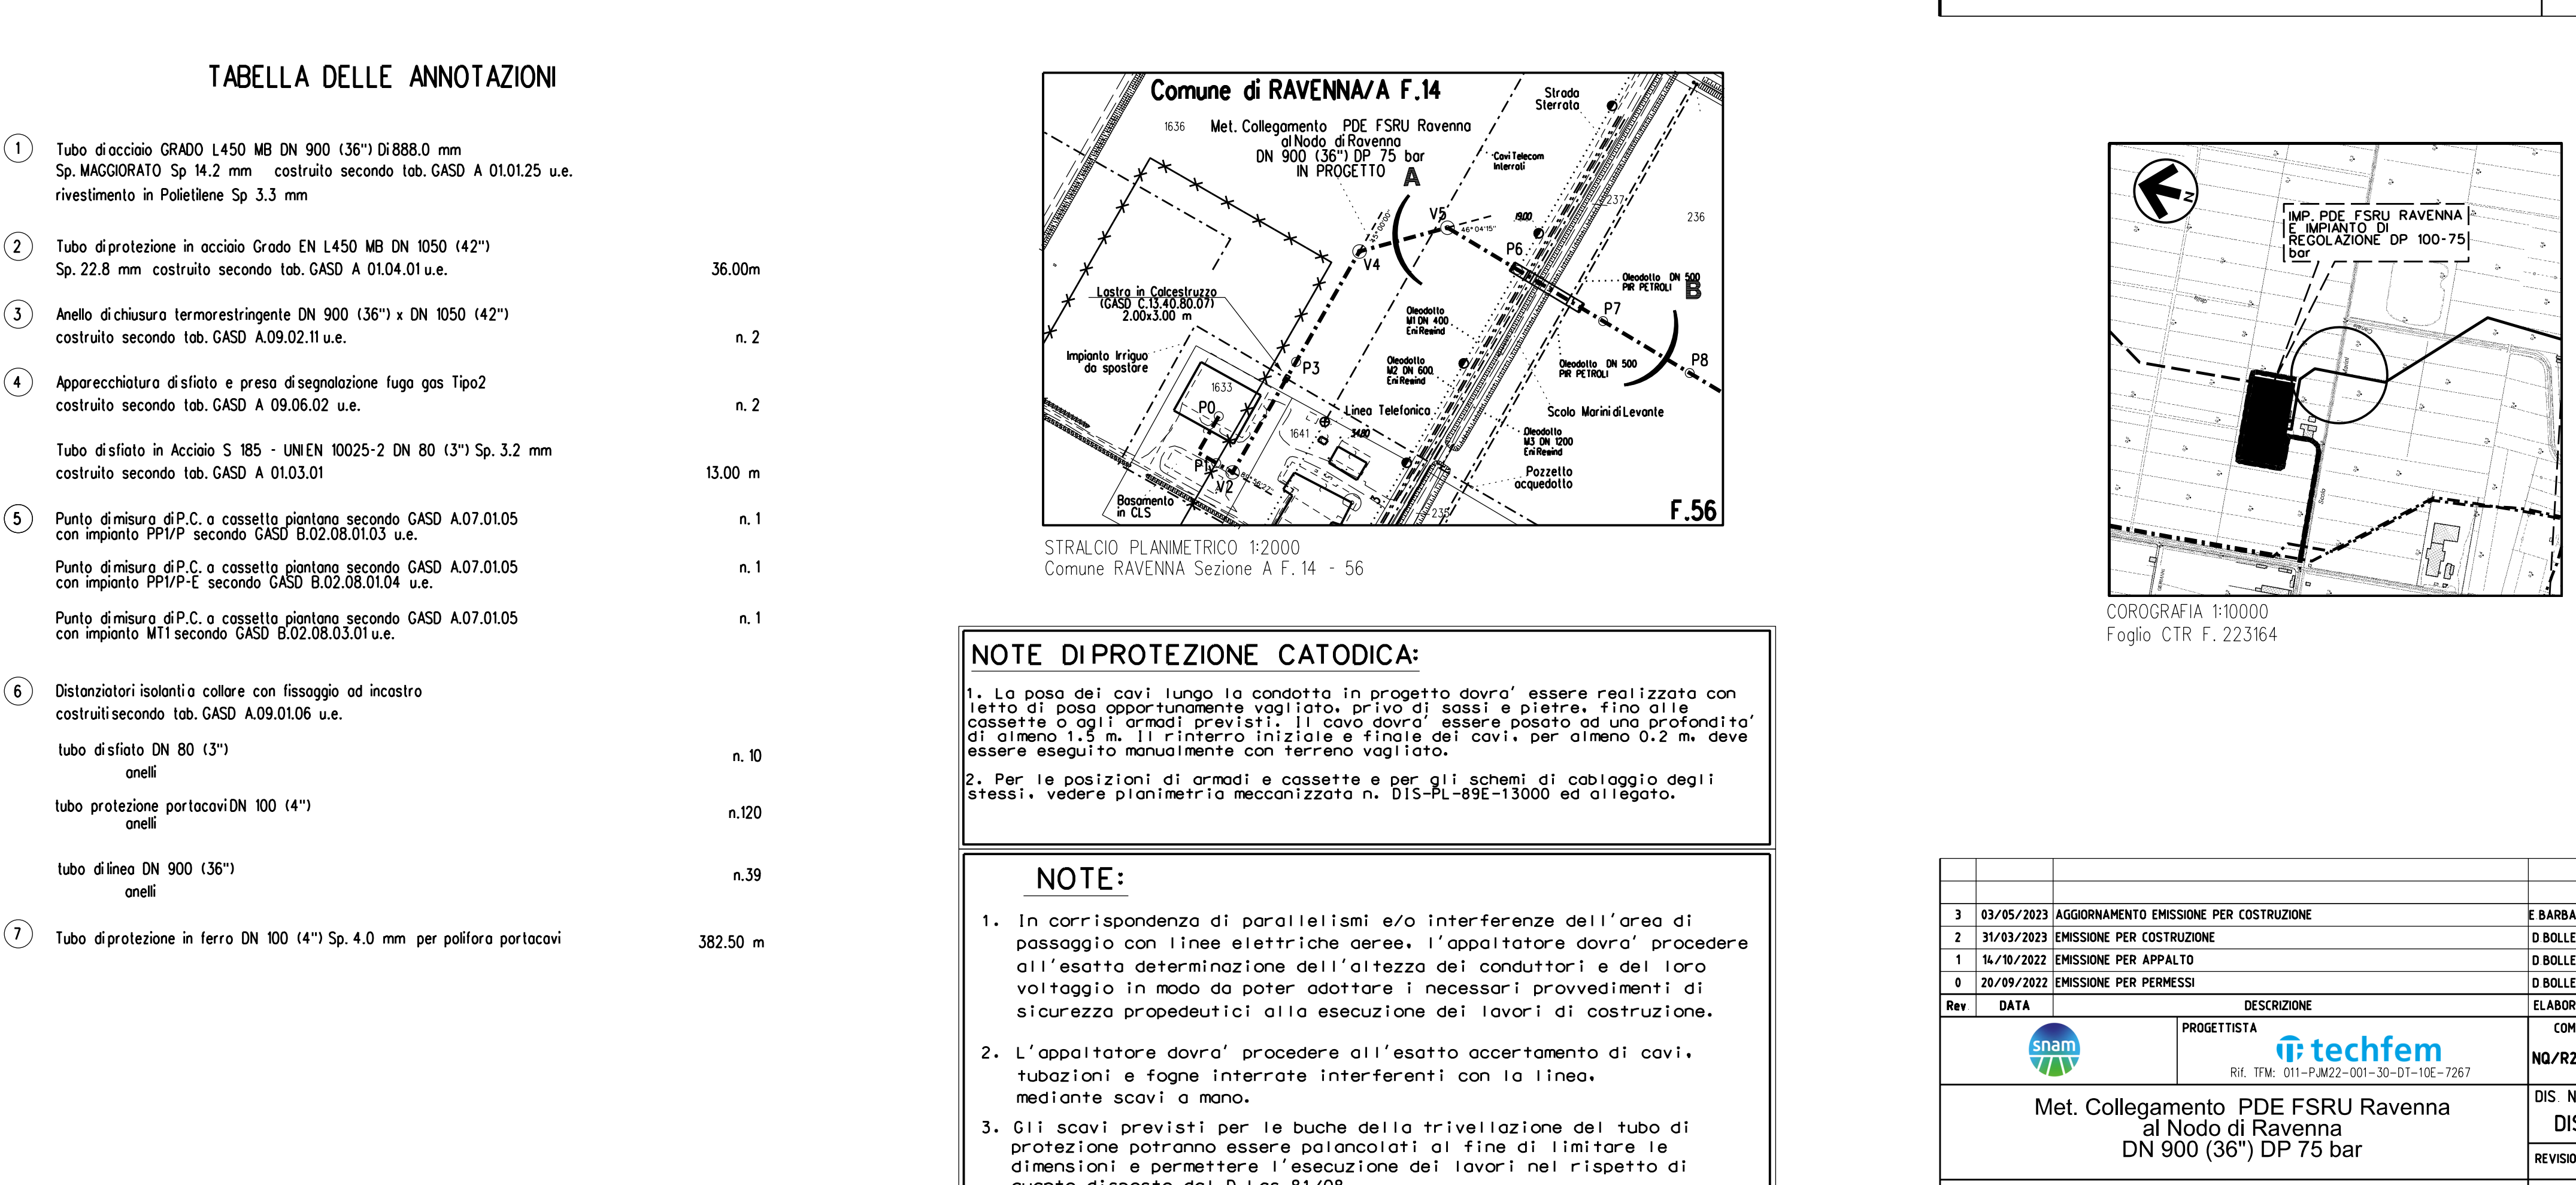 TABELLA DELLE ANNOTAZIONI
1 Tubo di acciaio GRADO L450 MB DN 900 (36") Di 888.0 mm
Sp. MAGGIORATO Sp 14.2 mm costruito secondo tab. GASD A 01.01.25 u.e.
rivestimento in Polietilene Sp 3.3 mm
2 Tubo di protezione in acciaio Grado EN L450 MB DN 1050 (42")
Sp. 22.8 mm costruito secondo tab. GASD A 01.04.01 u.e. 36.00m
3 Anello di chiusura termorestringente DN 900 (36") x DN 1050 (42")
costruito secondo tab. GASD A.09.02.11 u.e. n. 2
4 Apparecchiatura di sfiato e presa di segnalazione fuga gas Tipo2
costruito secondo tab. GASD A 09.06.02 u.e. n. 2
Tubo di sfiato in Acciaio S 185 - UNI EN 10025-2 DN 80 (3") Sp. 3.2 mm
costruito secondo tab. GASD A 01.03.01 13.00 m
5 Punto di misura di P.C. a cassetta piantana secondo GASD A.07.01.05 n. 1
con impianto PP1/P secondo GASD B.02.08.01.03 u.e.
Punto di misura di P.C. a cassetta piantana secondo GASD A.07.01.05 n. 1
con impianto PP1/P-E secondo GASD B.02.08.01.04 u.e.
Punto di misura di P.C. a cassetta piantana secondo GASD A.07.01.05 n. 1
con impianto MT1 secondo GASD B.02.08.03.01 u.e.
6 Distanziatori isolanti a collare con fissaggio ad incastro
costruiti secondo tab. GASD A.09.01.06 u.e.
tubo di sfiato DN 80 (3") n. 10
anelli
tubo protezione portacavi DN 100 (4") n.120
anelli
tubo di linea DN 900 (36") n.39
anelli
7 Tubo di protezione in ferro DN 100 (4") Sp. 4.0 mm per polifora portacavi 382.50 m
Comune di RAVENNA/A F.14
Strada
Sterrata
1636
Met. Collegamento PDE FSRU Ravenna
al Nodo di Ravenna
DN 900 (36") DP 75 bar
IN PROGETTO
A
Cavi Telecom
Interrati
237
236
V5
19.00
15°00'00"
46°04'15"
P6
V4
Oleodotto DN 500
PIR PETROLI
B
Lastra in Calcestruzzo
(GASD C.13.40.80.07)
2.00x3.00 m
Oleodotto
M1 DN 400
Eni Rewind
P7
Impianto Irriguo
da spostare
P3
Oleodotto
M2 DN 600
Eni Rewind
Oleodotto DN 500
PIR PETROLI
P8
1633
P0
Linea Telefonica
Scolo Marini di Levante
1641
34.80
Oleodotto
M3 DN 1200
Eni Rewind
P1
V2
89°56'27"
Pozzetto
acquedotto
Basamento
in CLS
235
F.56
STRALCIO PLANIMETRICO 1:2000
Comune RAVENNA Sezione A F. 14 - 56
NOTE DI PROTEZIONE CATODICA:
1. La posa dei cavi lungo la condotta in progetto dovra' essere realizzata con
letto di posa opportunamente vagliato, privo di sassi e pietre, fino alle
cassette o agli armadi previsti. Il cavo dovra' essere posato ad una profondita'
di almeno 1.5 m. Il rinterro iniziale e finale dei cavi, per almeno 0.2 m, deve
essere eseguito manualmente con terreno vagliato.
2. Per le posizioni di armadi e cassette e per gli schemi di cablaggio degli
stessi, vedere planimetria meccanizzata n. DIS-PL-89E-13000 ed allegato.
NOTE:
1. In corrispondenza di parallelismi e/o interferenze dell'area di
passaggio con linee elettriche aeree, l'appaltatore dovra' procedere
all'esatta determinazione dell'altezza dei conduttori e del loro
voltaggio in modo da poter adottare i necessari provvedimenti di
sicurezza propedeutici alla esecuzione dei lavori di costruzione.
2. L'appaltatore dovra' procedere all'esatto accertamento di cavi,
tubazioni e fogne interrate interferenti con la linea,
mediante scavi a mano.
3. Gli scavi previsti per le buche della trivellazione del tubo di
protezione potranno essere palancolati al fine di limitare le
dimensioni e permettere l'esecuzione dei lavori nel rispetto di
quanto disposto dal D.Lgs 81/08
N
IMP. PDE FSRU RAVENNA
E IMPIANTO DI
REGOLAZIONE DP 100-75
bar
COROGRAFIA 1:10000
Foglio CTR F. 223164
3 03/05/2023 AGGIORNAMENTO EMISSIONE PER COSTRUZIONE E BARBA
2 31/03/2023 EMISSIONE PER COSTRUZIONE D BOLLE
1 14/10/2022 EMISSIONE PER APPALTO D BOLLE
0 20/09/2022 EMISSIONE PER PERMESSI D BOLLE
Rev. DATA DESCRIZIONE ELABOR
snam
PROGETTISTA
techfem
Rif. TFM: 011-PJM22-001-30-DT-10E-7267
COM
NQ/R2
Met. Collegamento PDE FSRU Ravenna
al Nodo di Ravenna
DN 900 (36") DP 75 bar
DIS. N
DIS
REVISIO